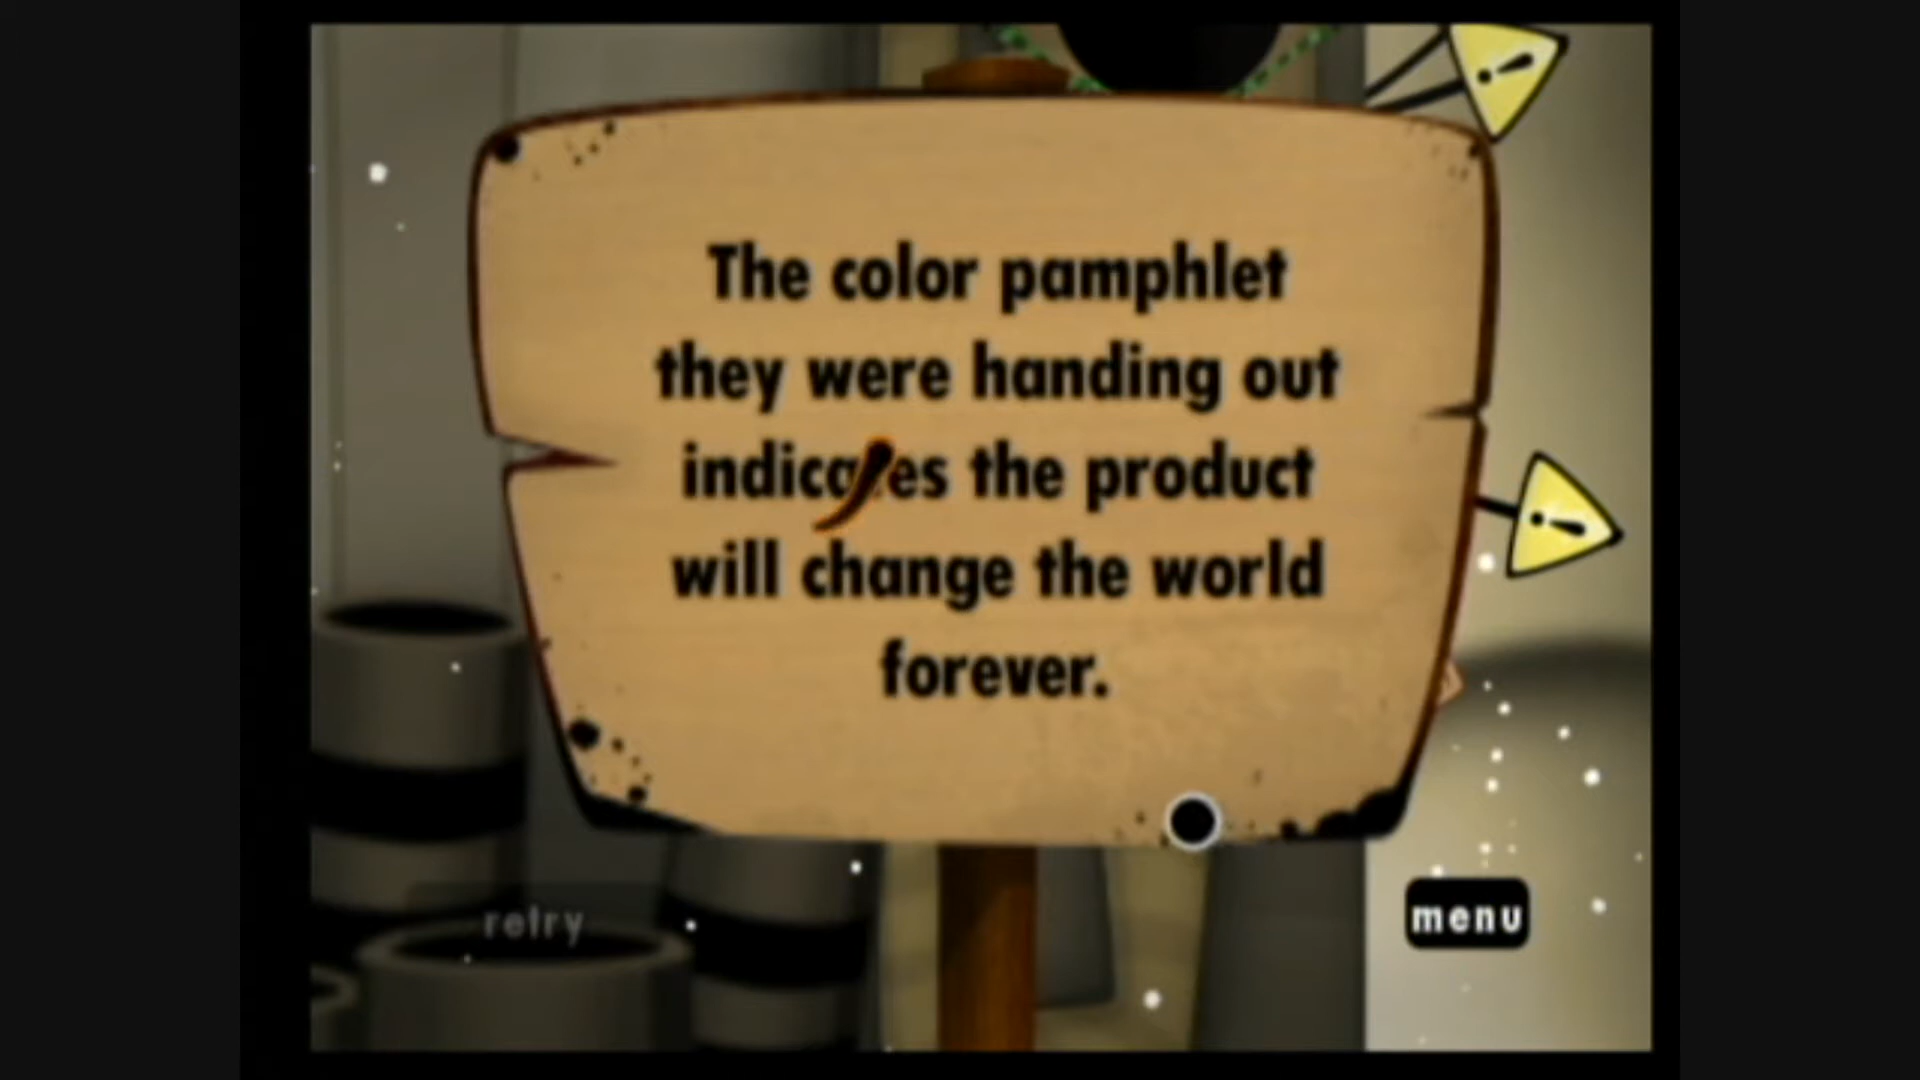 The color pamphlet
they were handing out
indicates the product
will change the world
forever.
retry
menu